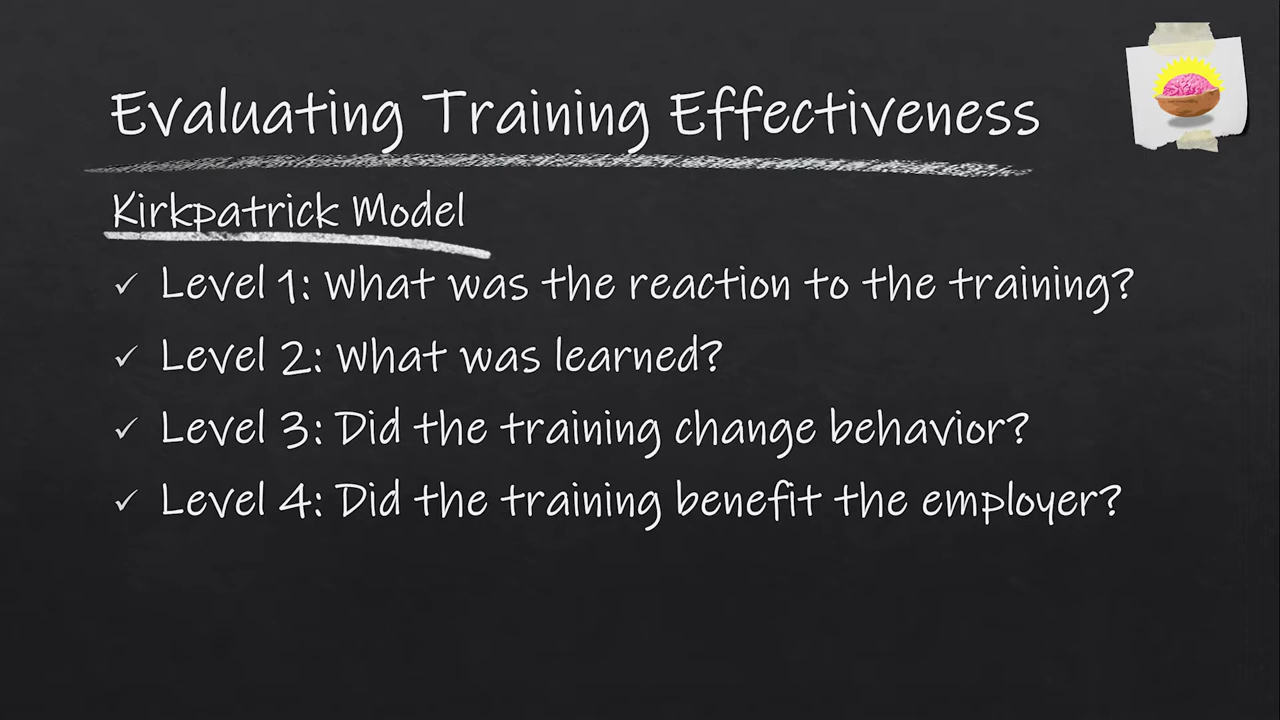 Evaluating Training Effectiveness
Kirkpatrick Model
✓ Level 1: What was the reaction to the training?
✓ Level 2: What was learned?
✓ Level 3: Did the training change behavior?
✓ Level 4: Did the training benefit the employer?